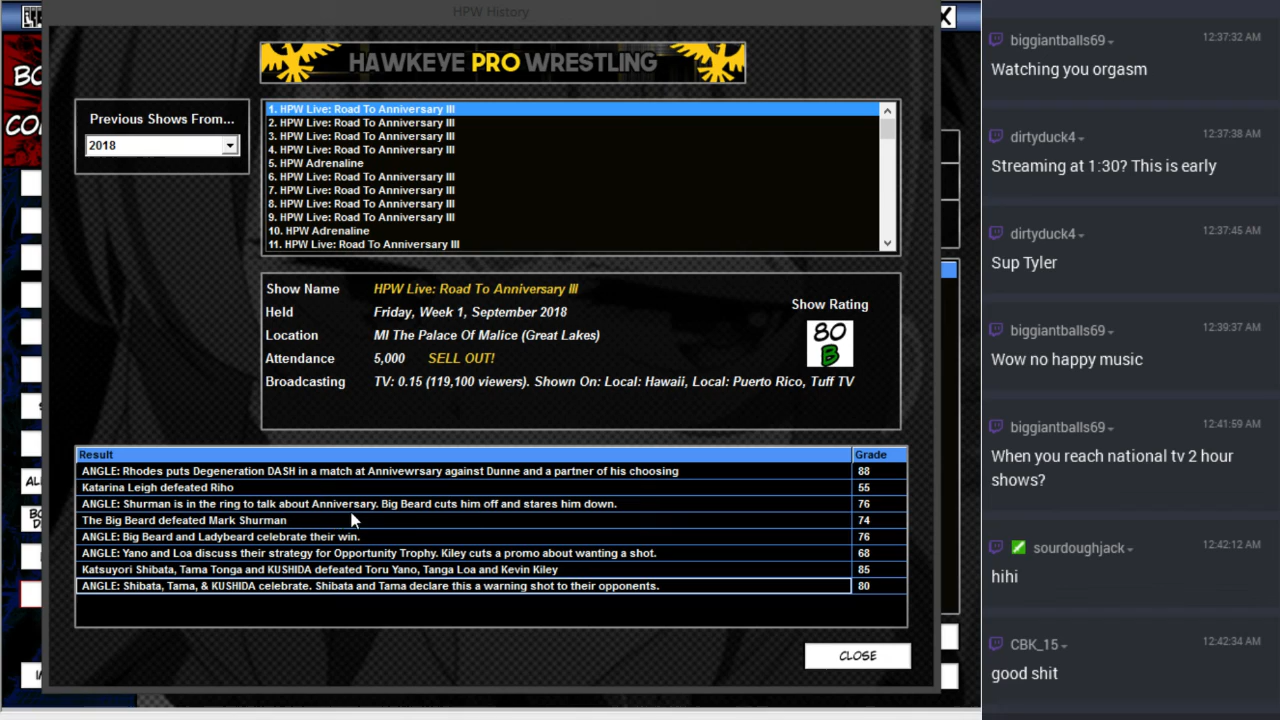 HPW History
X
HAWKEYE PRO WRESTLING
BO
CO
Previous Shows From...
2018
1. HPW Live: Road To Anniversary III
2. HPW Live: Road To Anniversary III
3. HPW Live: Road To Anniversary III
4. HPW Live: Road To Anniversary III
5. HPW Adrenaline
6. HPW Live: Road To Anniversary III
7. HPW Live: Road To Anniversary III
8. HPW Live: Road To Anniversary III
9. HPW Live: Road To Anniversary III
10. HPW Adrenaline
11. HPW Live: Road To Anniversary III
Show Name HPW Live: Road To Anniversary III
Held Friday, Week 1, September 2018
Location MI The Palace Of Malice (Great Lakes)
Attendance 5,000 SELL OUT!
Broadcasting TV: 0.15 (119,100 viewers). Shown On: Local: Hawaii, Local: Puerto Rico, Tuff TV
Show Rating
80
B
Result Grade
ANGLE: Rhodes puts Degeneration DASH in a match at Annivewrsary against Dunne and a partner of his choosing 88
Katarina Leigh defeated Riho 55
ANGLE: Shurman is in the ring to talk about Anniversary. Big Beard cuts him off and stares him down. 76
The Big Beard defeated Mark Shurman 74
ANGLE: Big Beard and Ladybeard celebrate their win. 76
ANGLE: Yano and Loa discuss their strategy for Opportunity Trophy. Kiley cuts a promo about wanting a shot. 68
Katsuyori Shibata, Tama Tonga and KUSHIDA defeated Toru Yano, Tanga Loa and Kevin Kiley 85
ANGLE: Shibata, Tama, & KUSHIDA celebrate. Shibata and Tama declare this a warning shot to their opponents. 80
CLOSE
AL
BO
D
biggiantballs69 12:37:32 AM
Watching you orgasm
dirtyduck4 12:37:38 AM
Streaming at 1:30? This is early
dirtyduck4 12:37:45 AM
Sup Tyler
biggiantballs69 12:39:37 AM
Wow no happy music
biggiantballs69 12:41:59 AM
When you reach national tv 2 hour
shows?
sourdoughjack 12:42:12 AM
hihi
CBK_15 12:42:34 AM
good shit